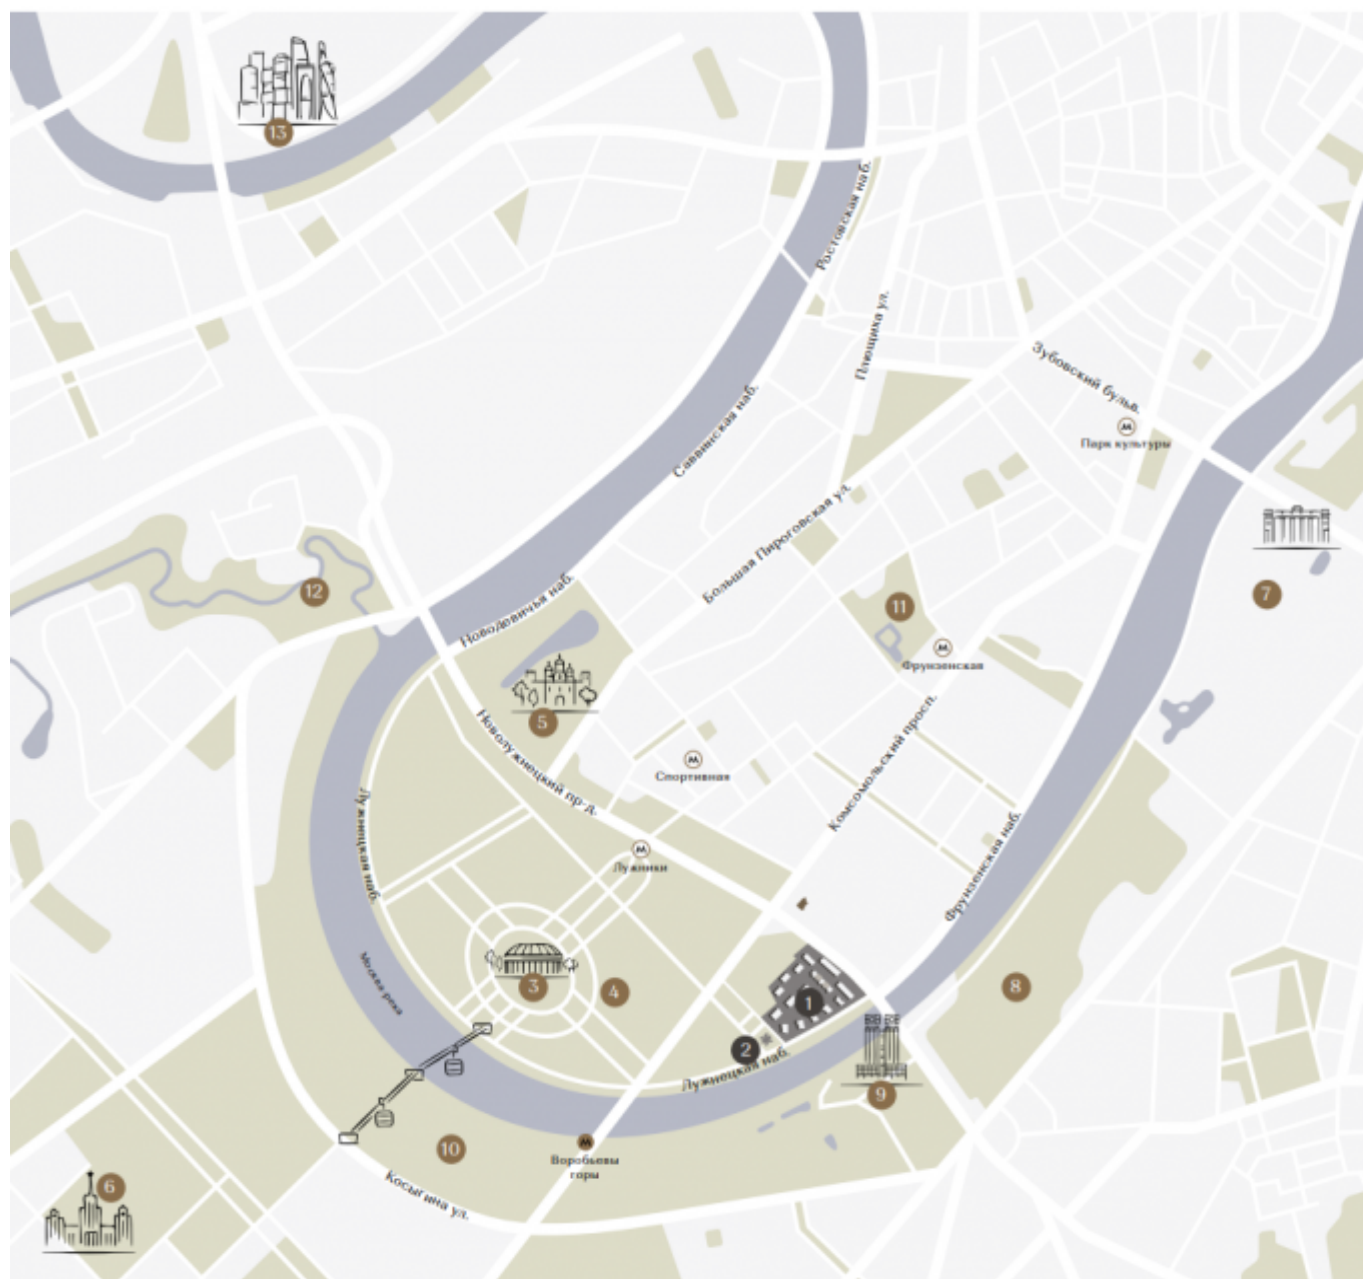 13
Ростовская наб.
Плющиха ул.
Зубовский бульв.
М
Парк культуры
Саввинская наб.
Большая Пироговская ул.
7
12
11
Новодевичья наб.
М
Фрунзенская
5
Новолужнецкий пр-д.
М
Спортивная
Комсомольский просп.
Лужнецкая наб.
М
Лужники
Фрунзенская наб.
Москва река
3
4
1
8
2
Лужнецкая наб.
9
10
М
Воробьевы
горы
6
Косыгина ул.